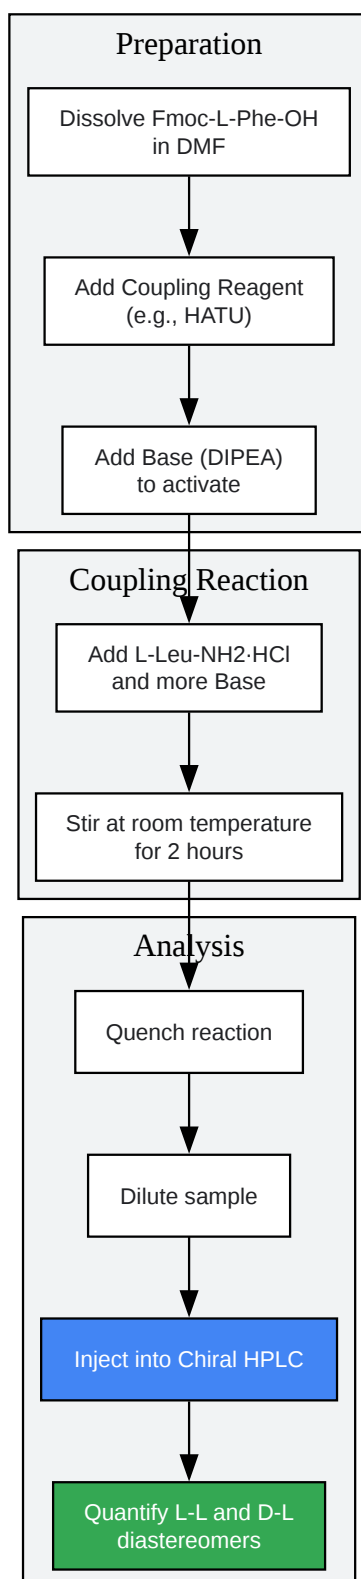 Preparation
Dissolve Fmoc-L-Phe-OH
in DMF
Add Coupling Reagent
(e.g., HATU)
Add Base (DIPEA)
to activate
Coupling Reaction
Add L-Leu-NH2·HCl
and more Base
Stir at room temperature
for 2 hours
Analysis
Quench reaction
Dilute sample
Inject into Chiral HPLC
Quantify L-L and D-L
diastereomers